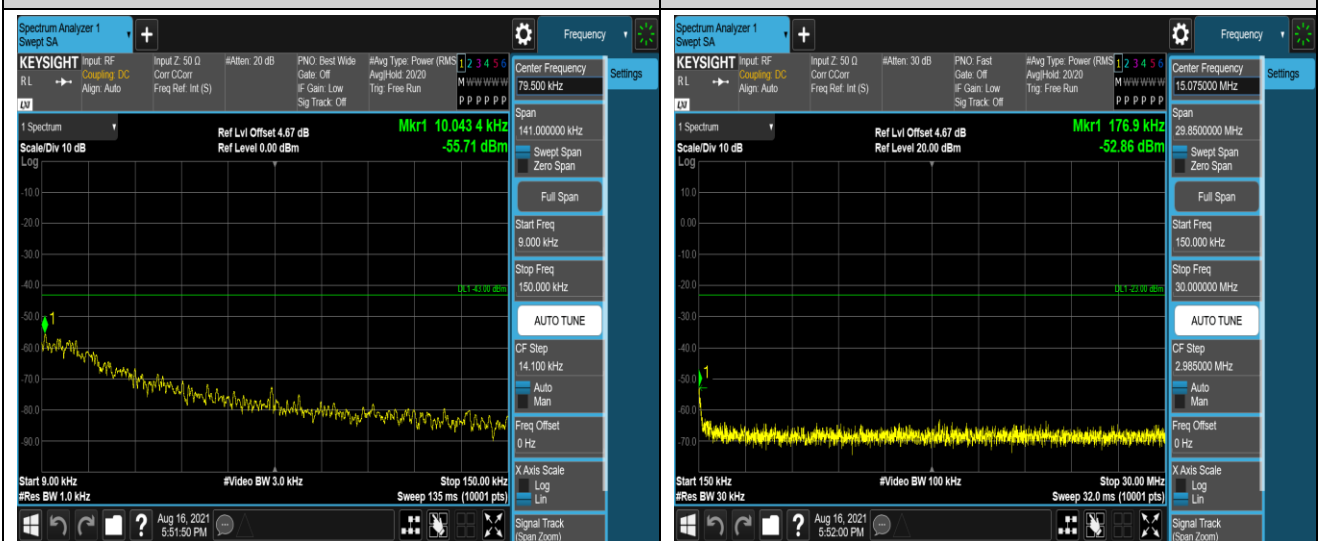 Spectrum Analyzer 1
Swept SA
Frequency
KEYSIGHT
RL
LXI
Input: RF
Coupling: DC
Align: Auto
Input Z: 50 Ω
Corr CCorr
Freq Ref: Int (S)
#Atten: 20 dB
PNO: Best Wide
Gate: Off
IF Gain: Low
Sig Track: Off
#Avg Type: Power (RMS
Avg|Hold: 20/20
Trig: Free Run
1 2 3 4 5 6
M W W W W W
P P P P P P
Center Frequency
79.500 kHz
Settings
Span
141.000000 kHz
Swept Span
Zero Span
Full Span
Start Freq
9.000 kHz
Stop Freq
150.000 kHz
AUTO TUNE
CF Step
14.100 kHz
Auto
Man
Freq Offset
0 Hz
X Axis Scale
Log
Lin
Signal Track
(Span Zoom)
1 Spectrum
Scale/Div 10 dB
Ref Lvl Offset 4.67 dB
Ref Level 0.00 dBm
Mkr1 10.043 4 kHz
-55.71 dBm
Log
-10.0
-20.0
-30.0
-40.0
DL1 -43.00 dBm
-50.0
1
-60.0
-70.0
-80.0
-90.0
Start 9.00 kHz
#Video BW 3.0 kHz
Stop 150.00 kHz
#Res BW 1.0 kHz
Sweep 135 ms (10001 pts)
Aug 16, 2021
5:51:50 PM
Spectrum Analyzer 1
Swept SA
Frequency
KEYSIGHT
RL
LXI
Input: RF
Coupling: DC
Align: Auto
Input Z: 50 Ω
Corr CCorr
Freq Ref: Int (S)
#Atten: 30 dB
PNO: Fast
Gate: Off
IF Gain: Low
Sig Track: Off
#Avg Type: Power (RMS
Avg|Hold: 20/20
Trig: Free Run
1 2 3 4 5 6
M W W W W W
P P P P P P
Center Frequency
15.075000 MHz
Settings
Span
29.8500000 MHz
Swept Span
Zero Span
Full Span
Start Freq
150.000 kHz
Stop Freq
30.000000 MHz
AUTO TUNE
CF Step
2.985000 MHz
Auto
Man
Freq Offset
0 Hz
X Axis Scale
Log
Lin
Signal Track
(Span Zoom)
1 Spectrum
Scale/Div 10 dB
Ref Lvl Offset 4.67 dB
Ref Level 20.00 dBm
Mkr1 176.9 kHz
-52.86 dBm
Log
10.0
0.00
-10.0
-20.0
DL1 -23.00 dBm
-30.0
-40.0
-50.0
1
-60.0
-70.0
Start 150 kHz
#Video BW 100 kHz
Stop 30.00 MHz
#Res BW 30 kHz
Sweep 32.0 ms (10001 pts)
Aug 16, 2021
5:52:00 PM